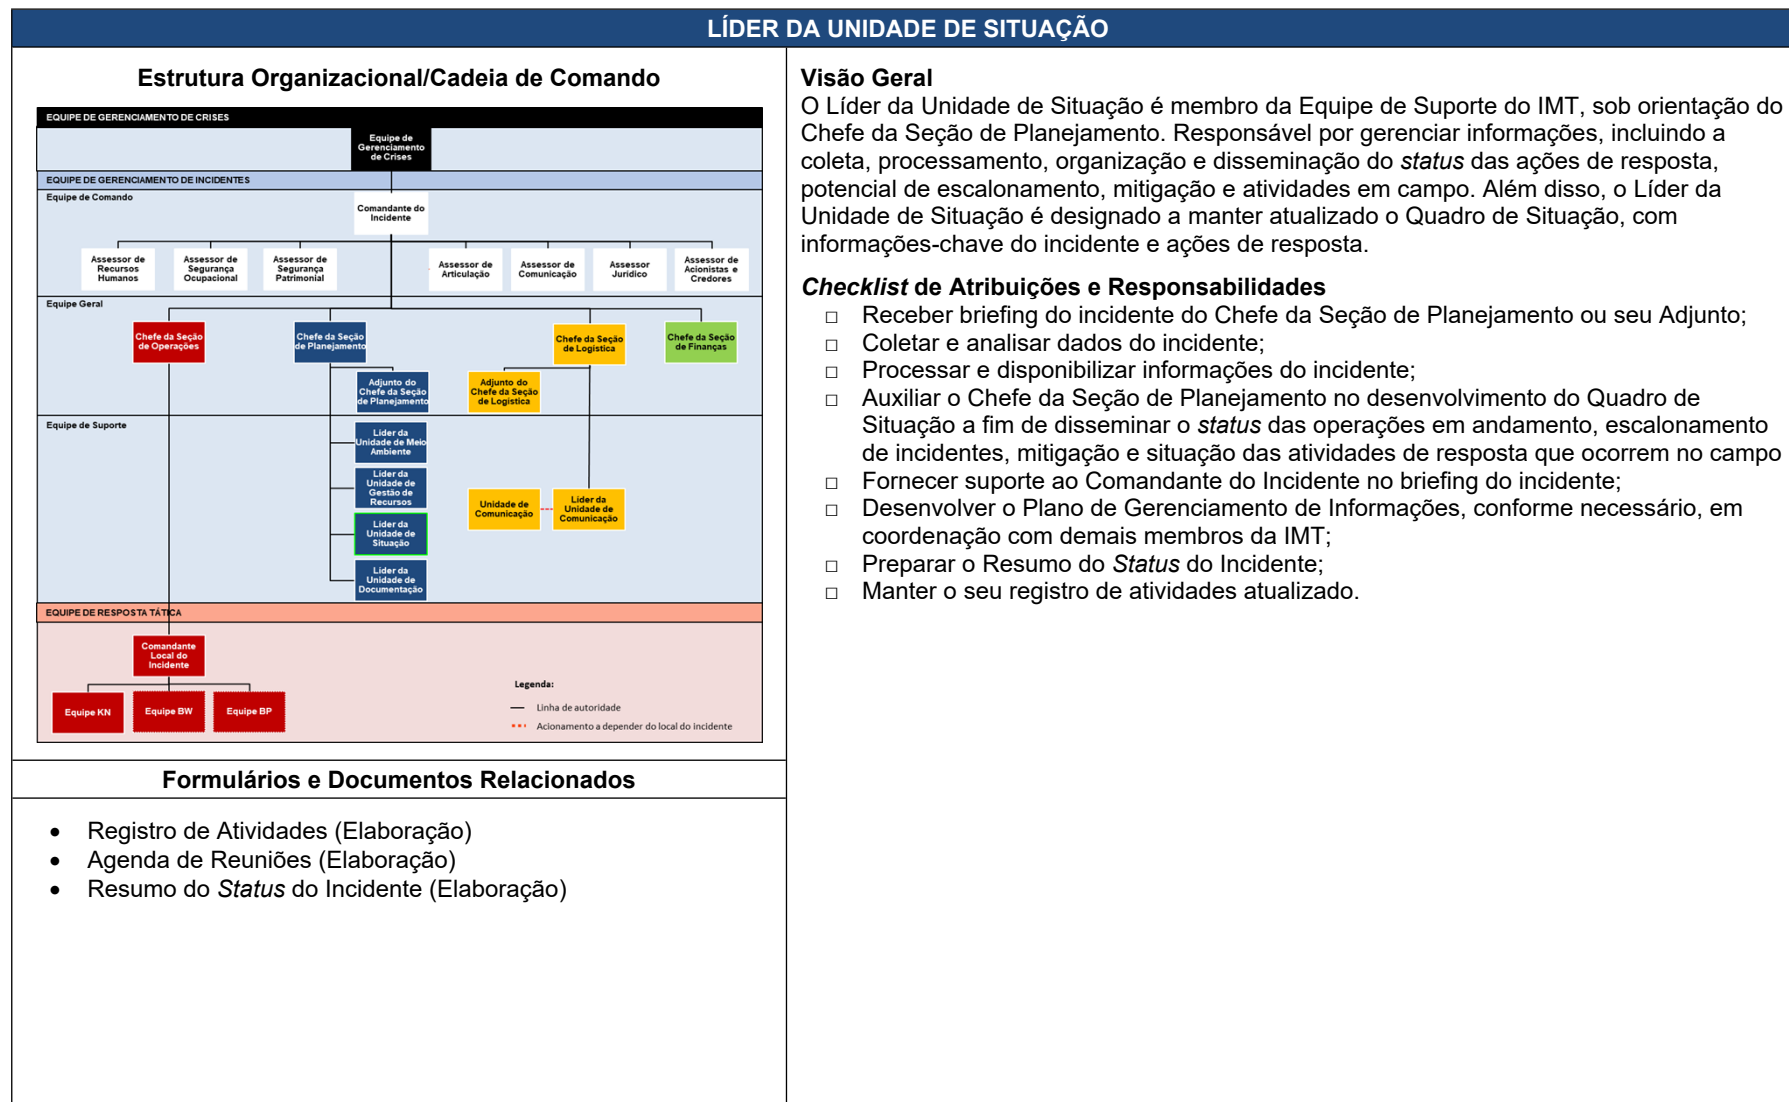 LÍDER DA UNIDADE DE SITUAÇÃO
Estrutura Organizacional/Cadeia de Comando
EQUIPE DE GERENCIAMENTO DE CRISES
Equipe de
Gerenciamento
de Crises
EQUIPE DE GERENCIAMENTO DE INCIDENTES
Equipe de Comando
Comandante do
Incidente
Assessor de
Recursos
Humanos
Assessor de
Segurança
Ocupacional
Assessor de
Segurança
Patrimonial
Assessor de
Articulação
Assessor de
Comunicação
Assessor
Jurídico
Assessor de
Acionistas e
Credores
Equipe Geral
Chefe da Seção
de Operações
Chefe da Seção
de Planejamento
Chefe da Seção
de Logística
Chefe da Seção
de Finanças
Adjunto do
Chefe da Seção
de Planejamento
Adjunto do
Chefe da Seção
de Logística
Equipe de Suporte
Líder da
Unidade de Meio
Ambiente
Líder da
Unidade de
Gestão de
Recursos
Unidade de
Comunicação
Líder da
Unidade de
Comunicação
Líder da
Unidade de
Situação
Líder da
Unidade de
Documentação
EQUIPE DE RESPOSTA TÁTICA
Comandante
Local do
Incidente
Equipe KN
Equipe BW
Equipe BP
Legenda:
Linha de autoridade
Acionamento a depender do local do incidente
Formulários e Documentos Relacionados
• Registro de Atividades (Elaboração)
• Agenda de Reuniões (Elaboração)
• Resumo do Status do Incidente (Elaboração)
Visão Geral
O Líder da Unidade de Situação é membro da Equipe de Suporte do IMT, sob orientação do
Chefe da Seção de Planejamento. Responsável por gerenciar informações, incluindo a
coleta, processamento, organização e disseminação do status das ações de resposta,
potencial de escalonamento, mitigação e atividades em campo. Além disso, o Líder da
Unidade de Situação é designado a manter atualizado o Quadro de Situação, com
informações-chave do incidente e ações de resposta.
Checklist de Atribuições e Responsabilidades
□ Receber briefing do incidente do Chefe da Seção de Planejamento ou seu Adjunto;
□ Coletar e analisar dados do incidente;
□ Processar e disponibilizar informações do incidente;
□ Auxiliar o Chefe da Seção de Planejamento no desenvolvimento do Quadro de
Situação a fim de disseminar o status das operações em andamento, escalonamento
de incidentes, mitigação e situação das atividades de resposta que ocorrem no campo
□ Fornecer suporte ao Comandante do Incidente no briefing do incidente;
□ Desenvolver o Plano de Gerenciamento de Informações, conforme necessário, em
coordenação com demais membros da IMT;
□ Preparar o Resumo do Status do Incidente;
□ Manter o seu registro de atividades atualizado.